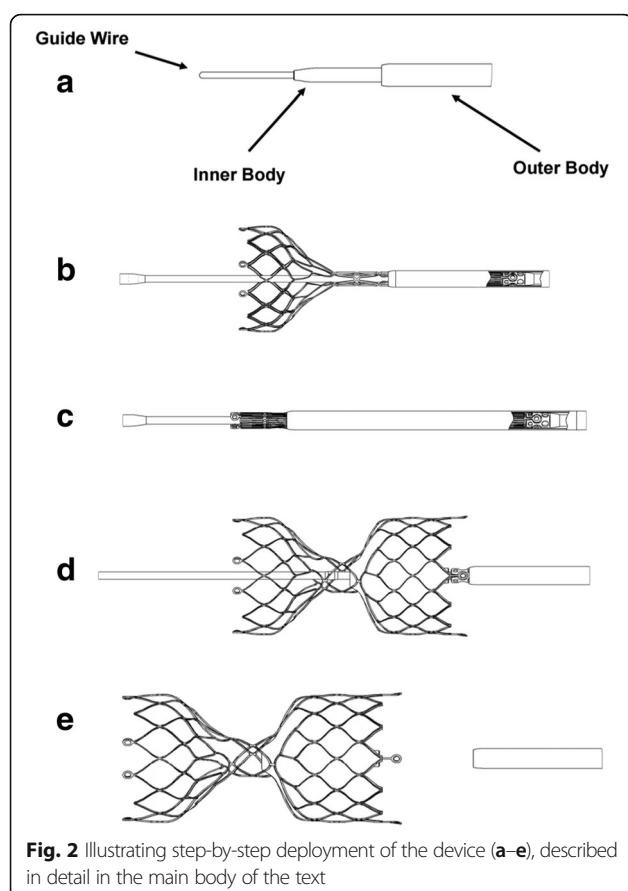 Guide Wire
a
Inner Body
Outer Body
b
c
d
e
Fig. 2 Illustrating step-by-step deployment of the device (a–e), described
in detail in the main body of the text